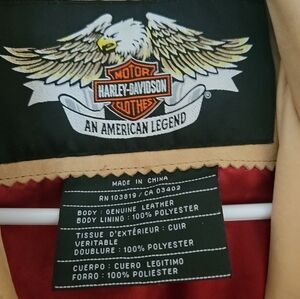 MOTOR
HARLEY-DAVIDSON
CLOTHES
®
AN AMERICAN LEGEND
MADE IN CHINA
RN 103819 / CA 03402
BODY : GENUINE LEATHER
BODY LINING : 100% POLYESTER
TISSUE D'EXTÉRIEUR : CUIR
VERITABLE
DOUBLURE : 100% POLYESTER
CUERPO : CUERO LEGITIMO
FORRO : 100% POLIESTER